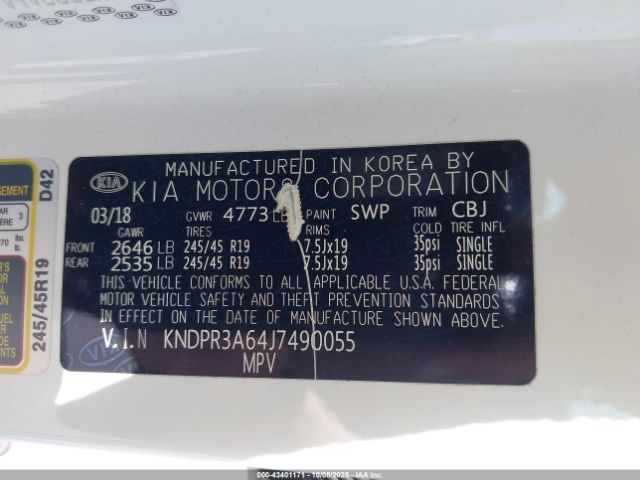 MANUFACTURED IN KOREA BY
KIA KIA MOTORS CORPORATION
03/18 GVWR 4773 LB PAINT SWP TRIM CBJ
GAWR TIRES RIMS COLD TIRE INFL
FRONT 2646 LB 245/45 R19 7.5Jx19 35psi SINGLE
REAR 2535 LB 245/45 R19 7.5Jx19 35psi SINGLE
THIS VEHICLE CONFORMS TO ALL APPLICABLE U.S.A. FEDERAL
MOTOR VEHICLE SAFETY AND THEFT PREVENTION STANDARDS
IN EFFECT ON THE DATE OF MANUFACTURE SHOWN ABOVE.
V.I.N KNDPR3A64J7490055
MPV
D42
245/45R19
3
000-43401171 - 10/08/2025 - IAAI.COM